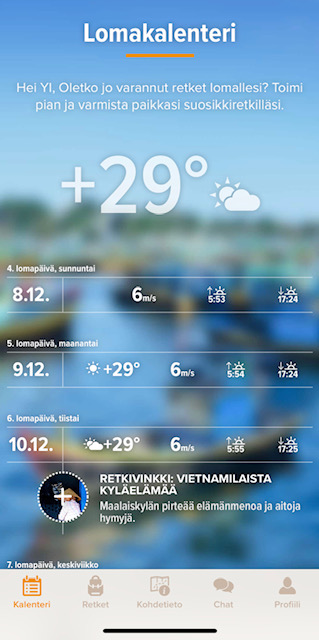 Lomakalenteri
Hei YI, Oletko jo varannut retket lomallesi? Toimi
pian ja varmista paikkasi suosikkiretkilläsi.
+29°
4. lomapäivä, sunnuntai
8.12. 6m/s 5:53 17:24
5. lomapäivä, maanantai
9.12. +29° 6m/s 5:54 17:24
6. lomapäivä, tiistai
10.12. +29° 6m/s 5:55 17:25
RETKIVINKKI: VIETNAMILAISTA
KYLÄELÄMÄÄ
Maalaiskylän pirteää elämänmenoa ja aitoja
hymyjä.
7. lomapäivä, keskiviikko
Kalenteri Retket Kohdetieto Chat Profiili